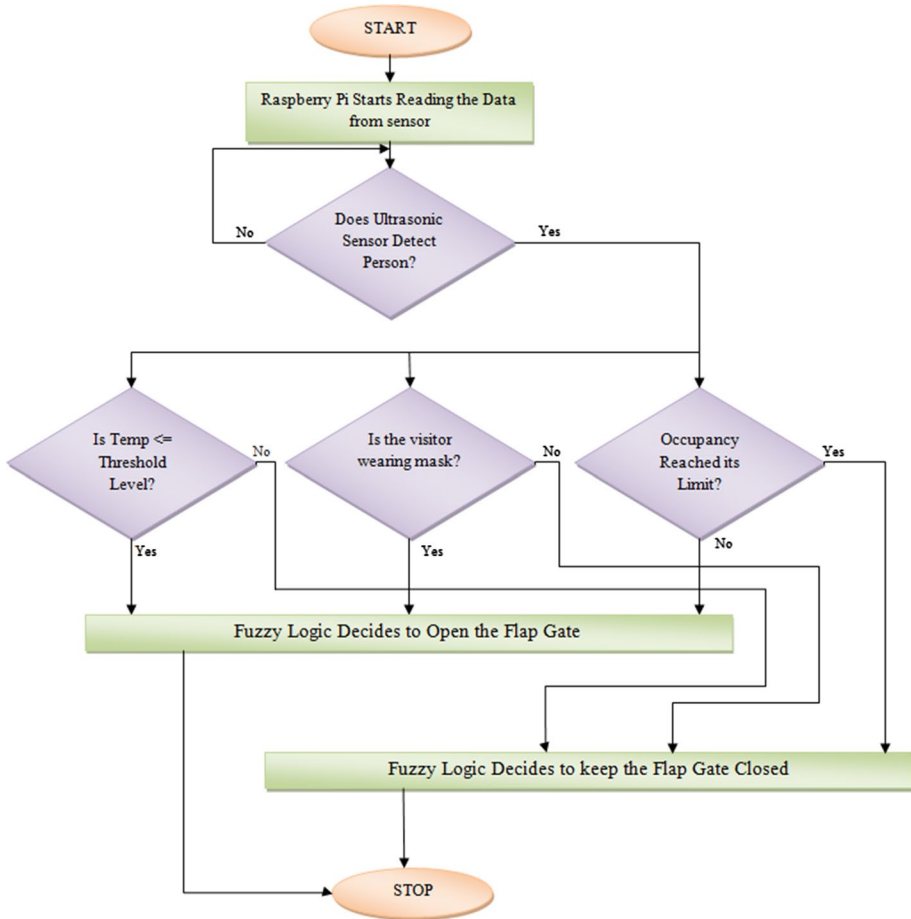 START
Raspberry Pi Starts Reading the Data
from sensor
Does Ultrasonic
Sensor Detect
Person?
No
Yes
Is Temp <=
Threshold
Level?
No
Yes
Is the visitor
wearing mask?
No
Yes
Occupancy
Reached its
Limit?
Yes
No
Fuzzy Logic Decides to Open the Flap Gate
Fuzzy Logic Decides to keep the Flap Gate Closed
STOP